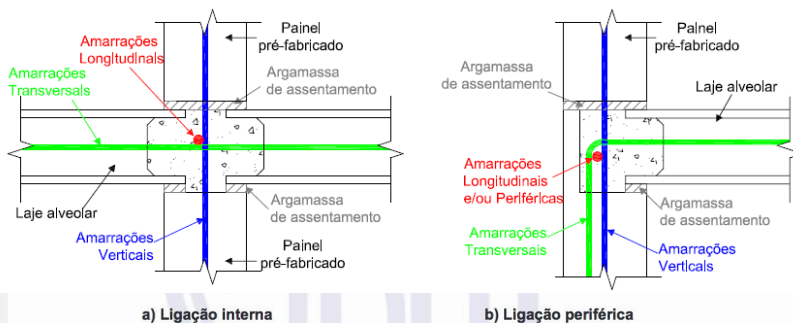 Amarrações
Longitudinais
Painel
pré-fabricado
Amarrações
Transversais
Argamassa
de assentamento
Laje alveolar
Argamassa
de assentamento
Amarrações
Verticais
Painel
pré-fabricado
a) Ligação interna
Painel
pré-fabricado
Argamassa
de assentamento
Laje alveolar
Amarrações
Longitudinais
e/ou Periféricas
Argamassa
de assentamento
Amarrações
Transversais
Amarrações
Verticais
b) Ligação periférica